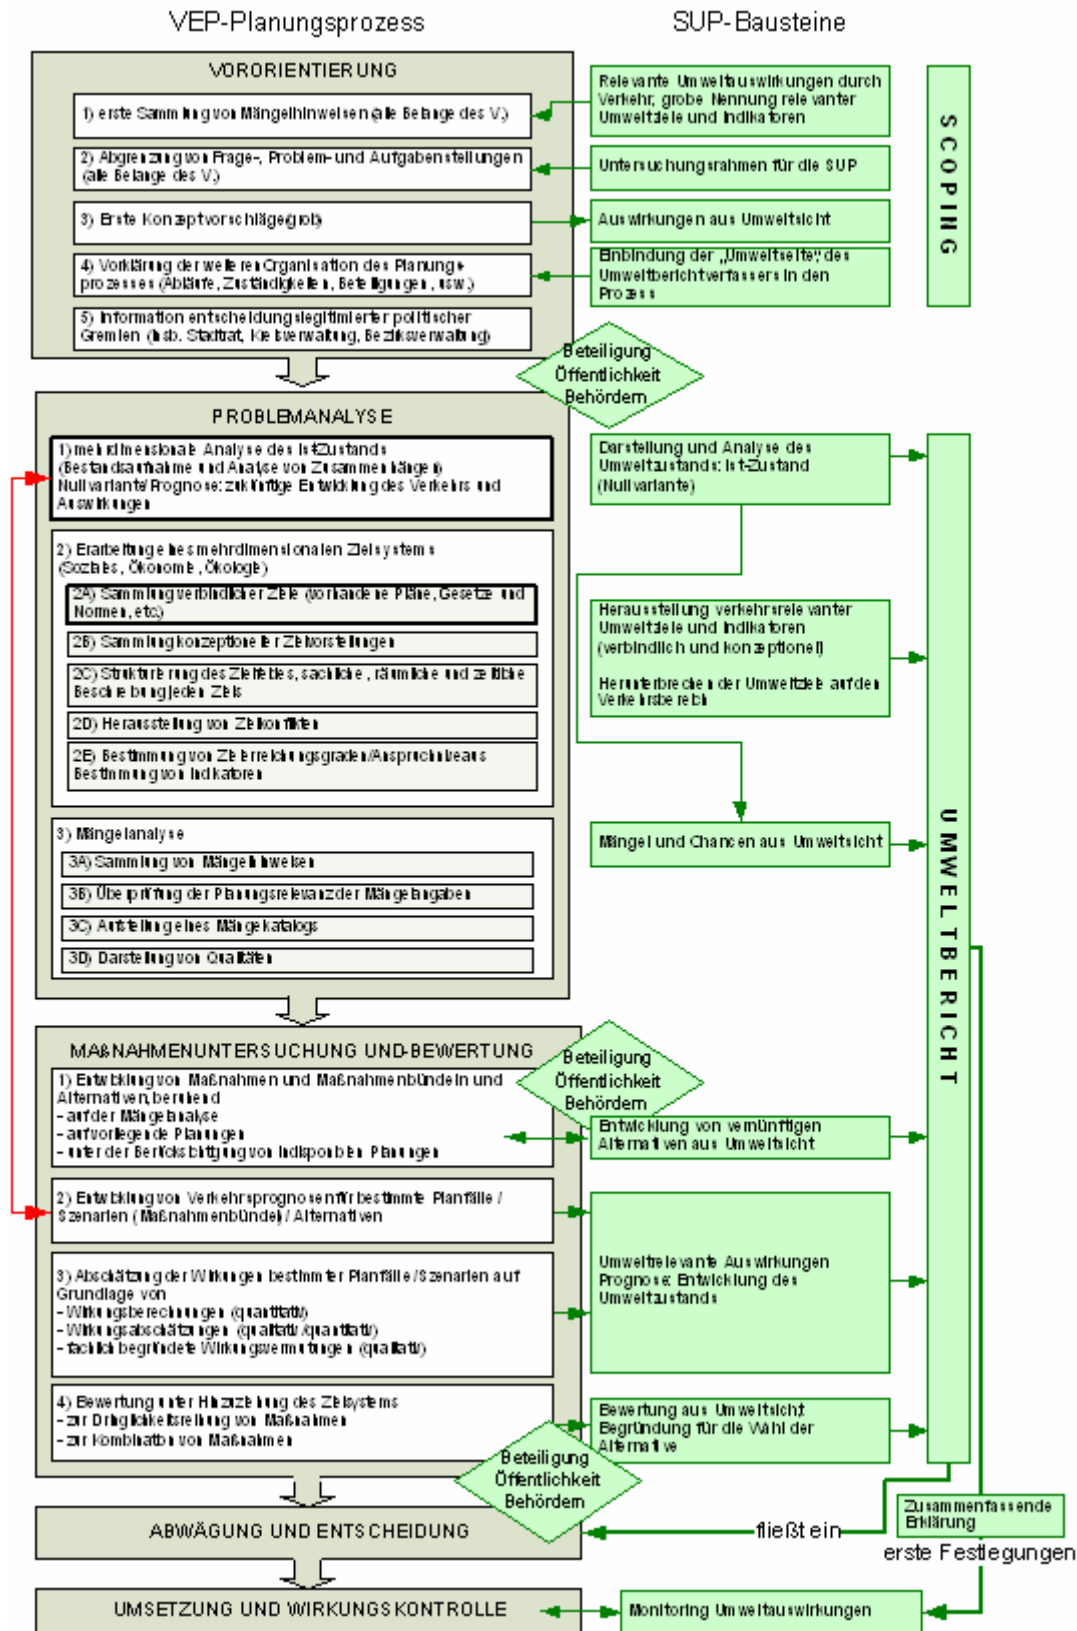 VEP-Planungsprozess
SUP-Bausteine
VORORIENTIERUNG
1) erste Sammlung von Mängelhinweisen (alle Belange des V.)
2) Abgrenzung von Frage-, Problem- und Aufgabenstellungen
(alle Belange des V.)
3) Erste Konzeptvorschläge(grob)
4) Vorklärung der weiteren Organisation des Planungs-
prozesses (Abläufe, Zuständigkeiten, Beteiligungen, usw.)
5) Information entscheidungslegitimierter politischer
Gremien (insb. Stadtrat, Kreisverwaltung, Bezirksverwaltung)
Relevante Umweltauswirkungen durch
Verkehr, grobe Nennung relevanter
Umweltziele und Indikatoren
Untersuchungsrahmen für die SUP
Auswirkungen aus Umweltsicht
Einbindung der „Umweltseite“ des
Umweltberichtverfassers in den
Prozess
SCOPING
Beteiligung
Öffentlichkeit
Behördern
PROBLEMANALYSE
1) mehrdimensionale Analyse des Ist-Zustands
(Bestandsaufnahme und Analyse von Zusammenhängen)
Nullvariante/Prognose: zukünftige Entwicklung des Verkehrs und
Auswirkungen
2) Erarbeitung eines mehrdimensionalen Zielsystems
(Soziales, Ökonomie, Ökologie)
2A) Sammlung verbindlicher Ziele (vorhandene Pläne, Gesetze und
Normen, etc.)
2B) Sammlung konzeptioneller Zielvorstellungen
2C) Strukturierung des Zielfeldes, sachliche, räumliche und zeitliche
Beschreibung jeden Ziels
2D) Herausstellung von Zielkonflikten
2E) Bestimmung von Zielerreichungsgraden/Anspruchniveaus
Bestimmung von Indikatoren
3) Mängelanalyse
3A) Sammlung von Mängelhinweisen
3B) Überprüfung der Planungsrelevanz der Mängelangaben
3C) Aufstellung eines Mängelkatalogs
3D) Darstellung von Qualitäten
Darstellung und Analyse des
Umweltzustands: Ist-Zustand
(Nullvariante)
Herausstellung verkehrsrelevanter
Umweltziele und Indikatoren
(verbindlich und konzeptionell)
Herunterbrechen der Umweltziele auf den
Verkehrsbereich
Mängel und Chancen aus Umweltsicht
UMWELTBERICHT
MAßNAHMENUNTERSUCHUNG UND-BEWERTUNG
1) Entwicklung von Maßnahmen und Maßnahmenbündeln und
Alternativen, beruhend
- auf der Mängelanalyse
- auf vorliegende Planungen
- unter der Berücksichtigung von indisponiblen Planungen
2) Entwicklung von Verkehrsprognosen für bestimmte Planfälle /
Szenarien (Maßnahmenbündel) / Alternativen
3) Abschätzung der Wirkungen bestimmter Planfälle /Szenarien auf
Grundlage von
- Wirkungsberechnungen (quantitativ)
- Wirkungsabschätzungen (qualitativ/quantitativ)
- fachlich begründete Wirkungsvermutungen (qualitativ)
4) Bewertung unter Hinzuziehung des Zielsystems
- zur Dringlichkeitsreihung von Maßnahmen
- zur Kombination von Maßnahmen
Beteiligung
Öffentlichkeit
Behördern
Entwicklung von vernünftigen
Alternativen aus Umweltsicht
Umweltrelevante Auswirkungen
Prognose: Entwicklung des
Umweltzustands
Bewertung aus Umweltsicht,
Begründung für die Wahl der
Alternative
Beteiligung
Öffentlichkeit
Behördern
ABWÄGUNG UND ENTSCHEIDUNG
fließt ein
Zusammenfassende
Erklärung
erste Festlegungen
UMSETZUNG UND WIRKUNGSKONTROLLE
Monitoring Umweltauswirkungen